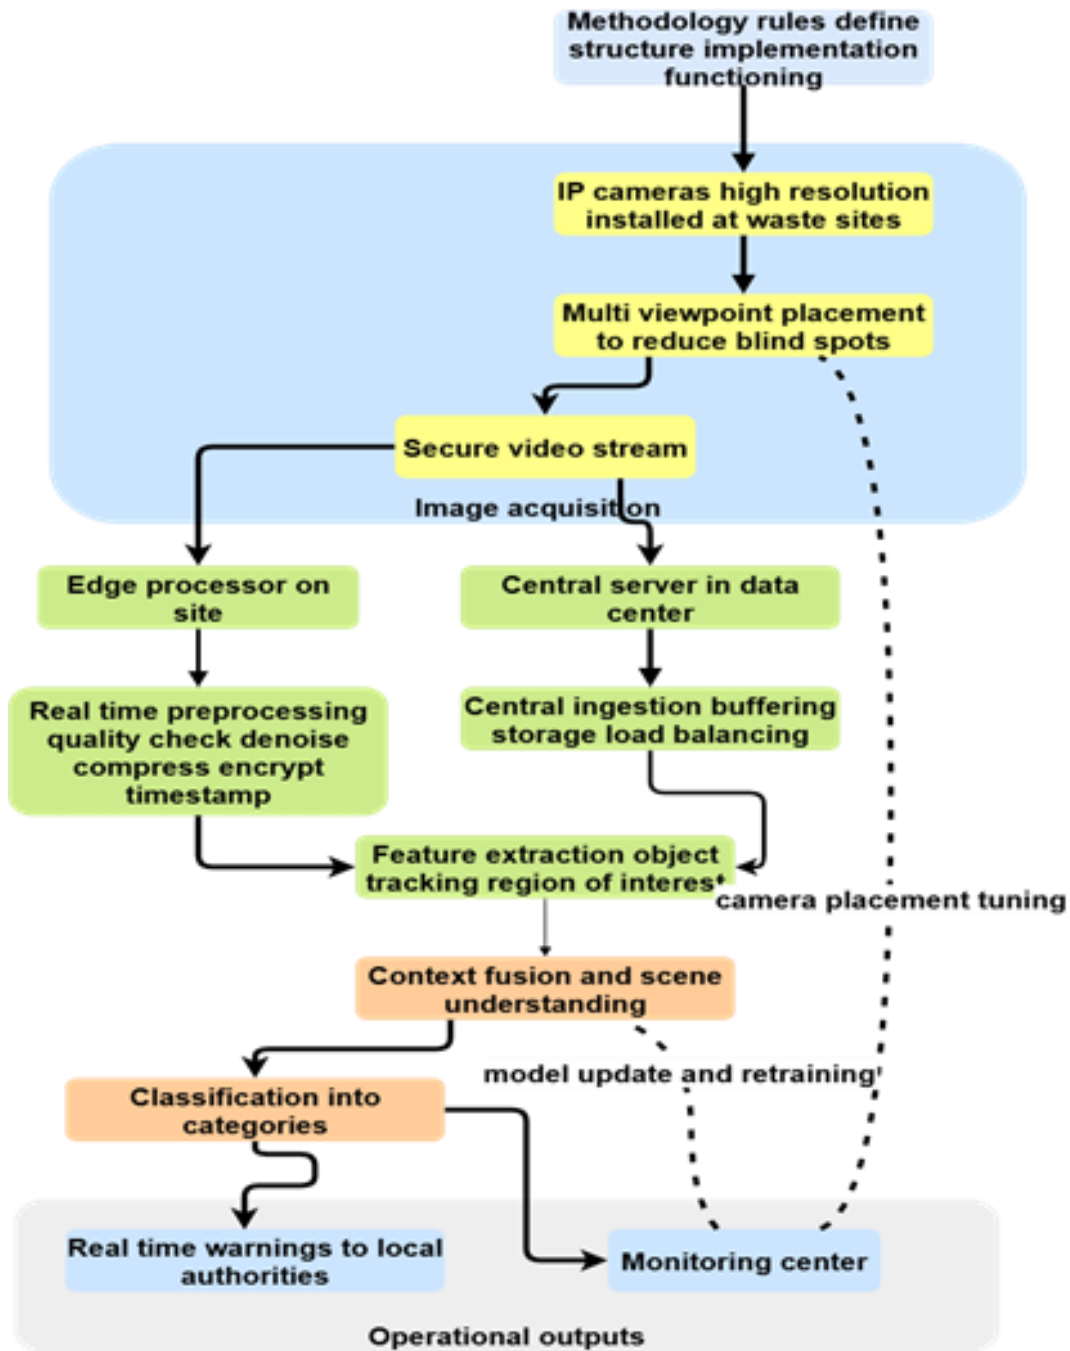 Methodology rules define
structure implementation
functioning
IP cameras high resolution
installed at waste sites
Multi viewpoint placement
to reduce blind spots
Secure video stream
Image acquisition
Edge processor on
site
Central server in data
center
Real time preprocessing
quality check denoise
compress encrypt
timestamp
Central ingestion buffering
storage load balancing
Feature extraction object
tracking region of interest
camera placement tuning
Context fusion and scene
understanding
model update and retraining
Classification into
categories
Real time warnings to local
authorities
Monitoring center
Operational outputs